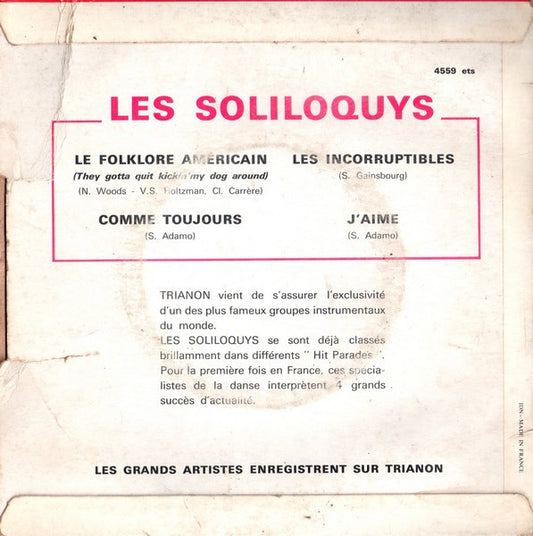 4559 ets
LES SOLILOQUYS
LE FOLKLORE AMÉRICAIN
(They gotta quit kickin'my dog around)
(N. Woods - V.S. Holtzman, Cl. Carrère)
LES INCORRUPTIBLES
(S. Gainsbourg)
COMME TOUJOURS
(S. Adamo)
J'AIME
(S. Adamo)
TRIANON vient de s'assurer l'exclusivité
d'un des plus fameux groupes instrumentaux
du monde.
LES SOLILOQUYS se sont déjà classés
brillamment dans différents " Hit Parades ".
Pour la première fois en France, ces spécia-
listes de la danse interprètent 4 grands
succès d'actualité.
LES GRANDS ARTISTES ENREGISTRENT SUR TRIANON
MADE IN FRANCE